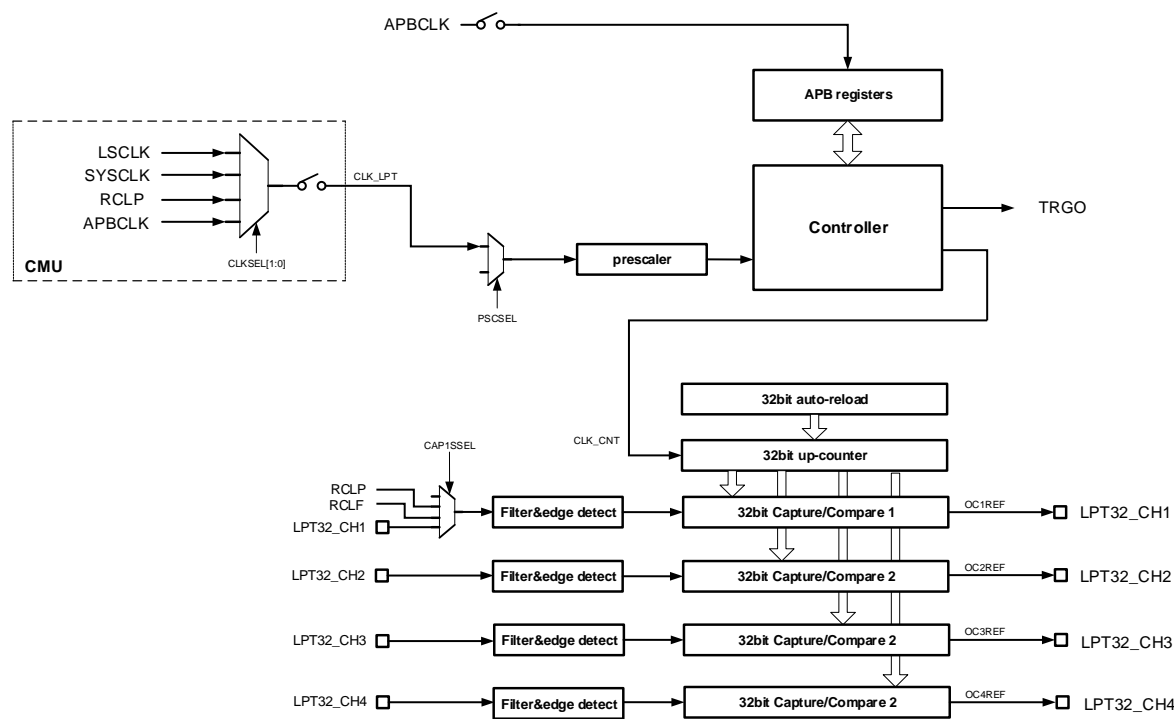 APBCLK
APB registers
LSCLK
SYSCLK
RCLP
APBCLK
CLK_LPT
CLKSEL[1:0]
CMU
PSCSEL
prescaler
Controller
TRGO
32bit auto-reload
CLK_CNT
32bit up-counter
CAP1SSEL
RCLP
RCLF
LPT32_CH1
Filter&edge detect
32bit Capture/Compare 1
OC1REF
LPT32_CH1
LPT32_CH2
Filter&edge detect
32bit Capture/Compare 2
OC2REF
LPT32_CH2
LPT32_CH3
Filter&edge detect
32bit Capture/Compare 2
OC3REF
LPT32_CH3
LPT32_CH4
Filter&edge detect
32bit Capture/Compare 2
OC4REF
LPT32_CH4